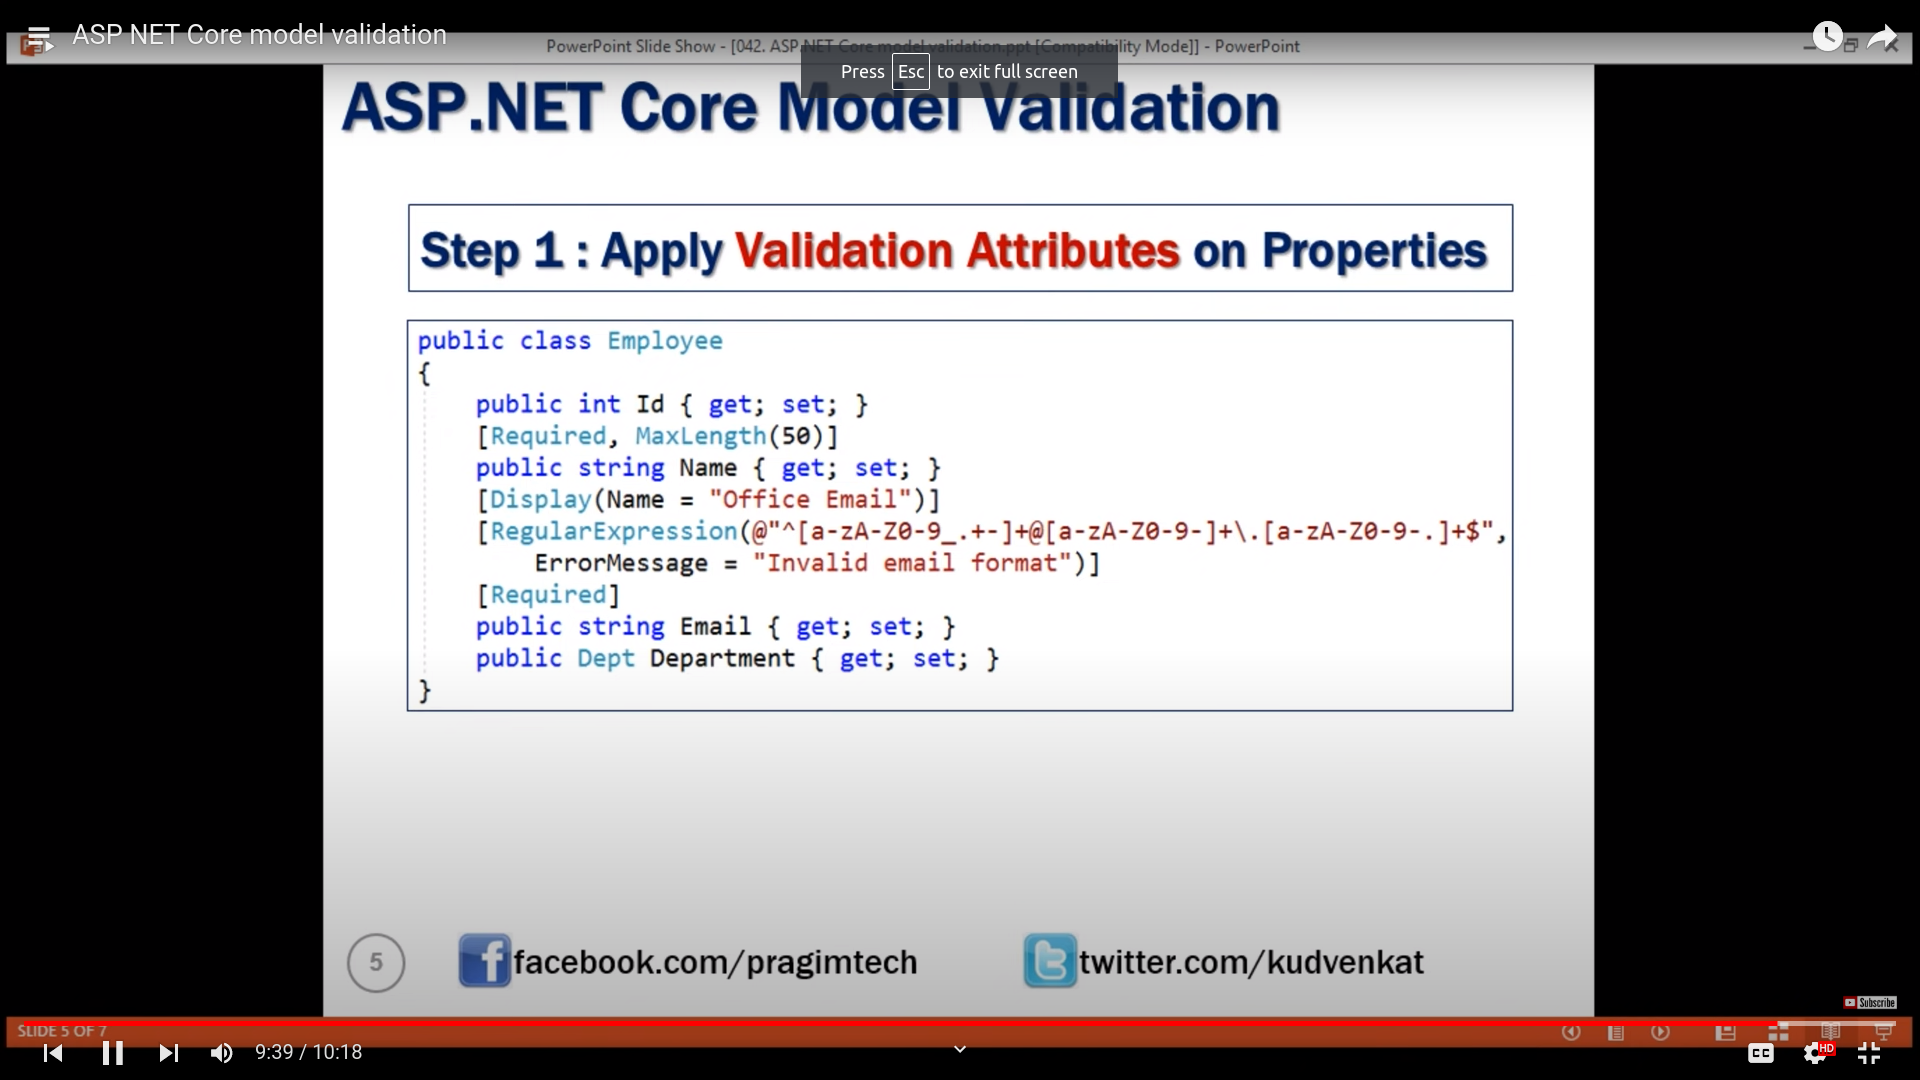 ASP NET Core model validation
PowerPoint Slide Show - [042. ASP.NET Core model validation.ppt [Compatibility Mode]] - PowerPoint
Press Esc to exit full screen
ASP.NET Core Model Validation
Step 1 : Apply Validation Attributes on Properties
public class Employee
{
public int Id { get; set; }
[Required, MaxLength(50)]
public string Name { get; set; }
[Display(Name = "Office Email")]
[RegularExpression(@"^[a-zA-Z0-9_.+-]+@[a-zA-Z0-9-]+\.[a-zA-Z0-9-.]+$",
ErrorMessage = "Invalid email format")]
[Required]
public string Email { get; set; }
public Dept Department { get; set; }
}
5
facebook.com/pragimtech
twitter.com/kudvenkat
Subscribe
SLIDE 5 OF 7
9:39 / 10:18
CC
HD